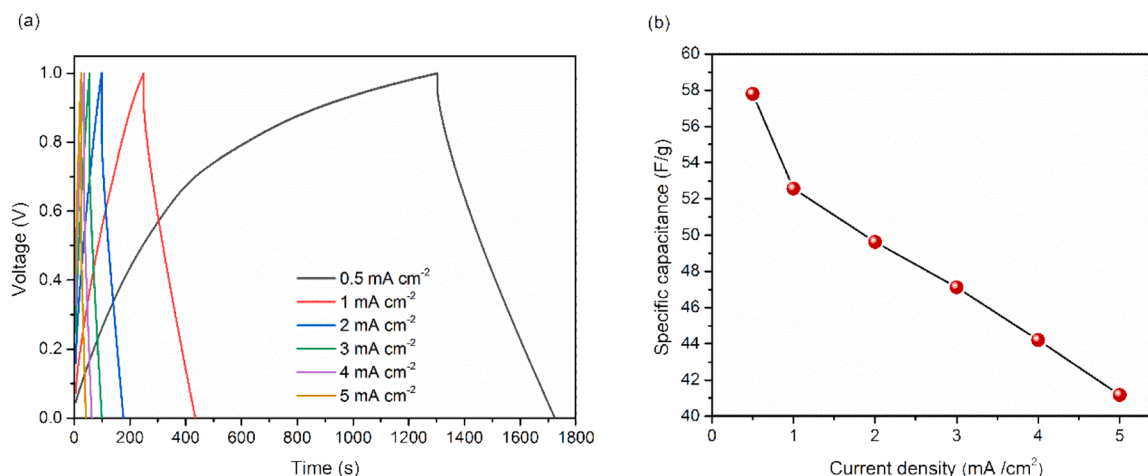 (a)
Voltage (V)
1.0
0.8
0.6
0.4
0.2
0.0
0.5 mA cm⁻²
1 mA cm⁻²
2 mA cm⁻²
3 mA cm⁻²
4 mA cm⁻²
5 mA cm⁻²
0 200 400 600 800 1000 1200 1400 1600 1800
Time (s)
(b)
Specific capacitance (F/g)
60
58
56
54
52
50
48
46
44
42
40
0 1 2 3 4 5
Current density (mA /cm²)